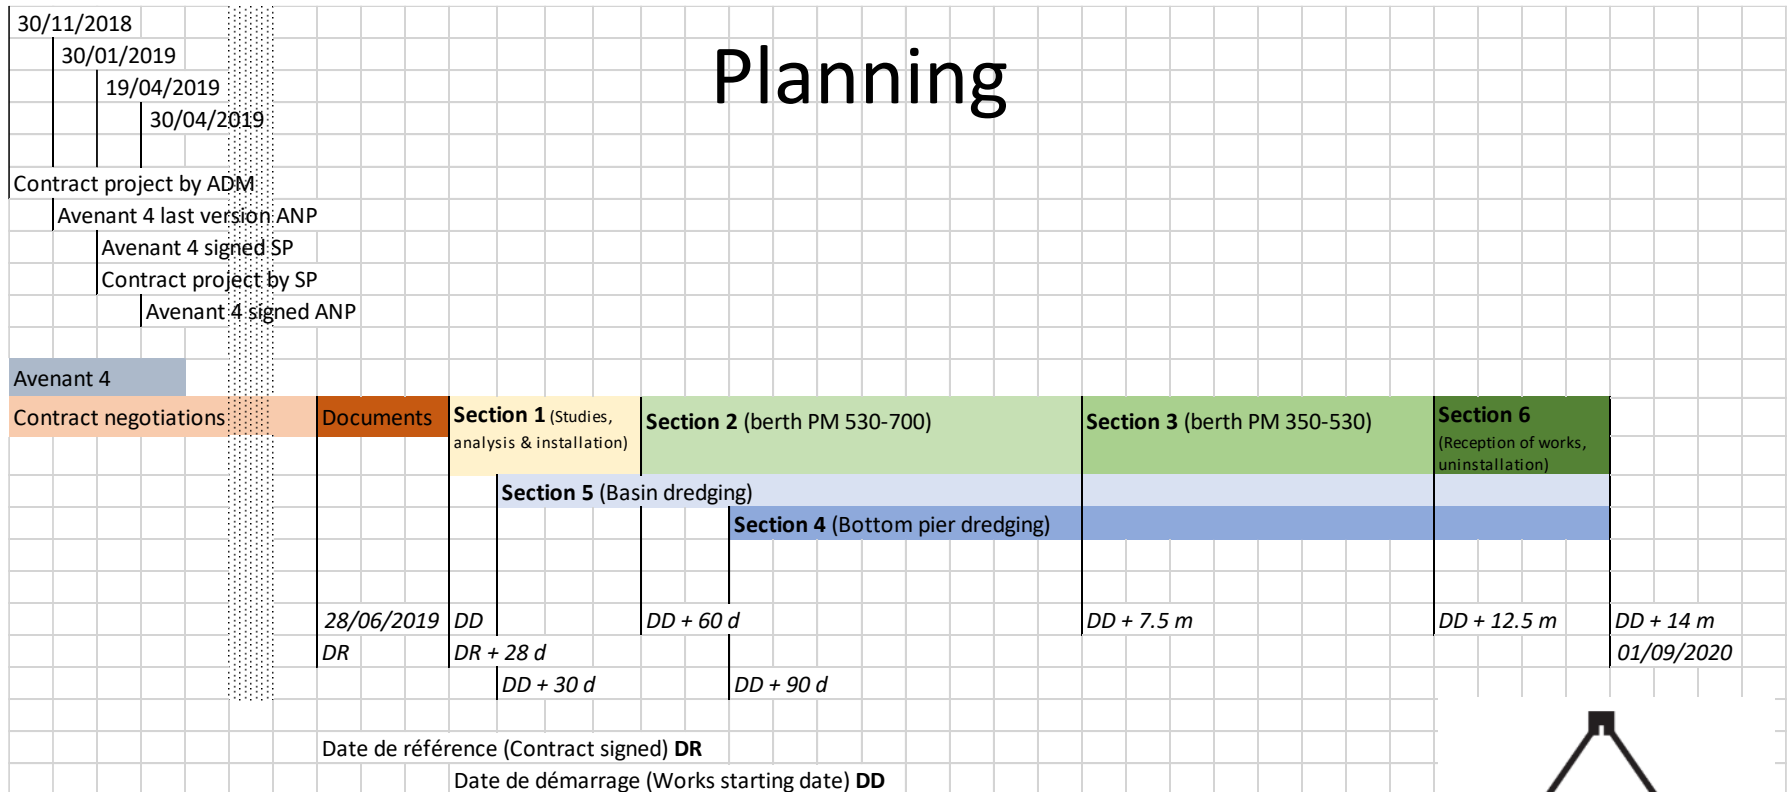 30/11/2018
30/01/2019
Planning
19/04/2019
30/04/2019
Contract project by ADM
Avenant 4 last version ANP
Avenant 4 signed SP
Contract project by SP
Avenant 4 signed ANP
Avenant 4
Contract negotiations
Documents
Section 1 (Studies,
analysis & installation)
Section 2 (berth PM 530-700)
Section 3 (berth PM 350-530)
Section 6
(Reception of works,
uninstallation)
Section 5 (Basin dredging)
Section 4 (Bottom pier dredging)
28/06/2019 DD DD + 60 d DD + 7.5 m DD + 12.5 m DD + 14 m
DR DR + 28 d 01/09/2020
DD + 30 d DD + 90 d
Date de référence (Contract signed) DR
Date de démarrage (Works starting date) DD